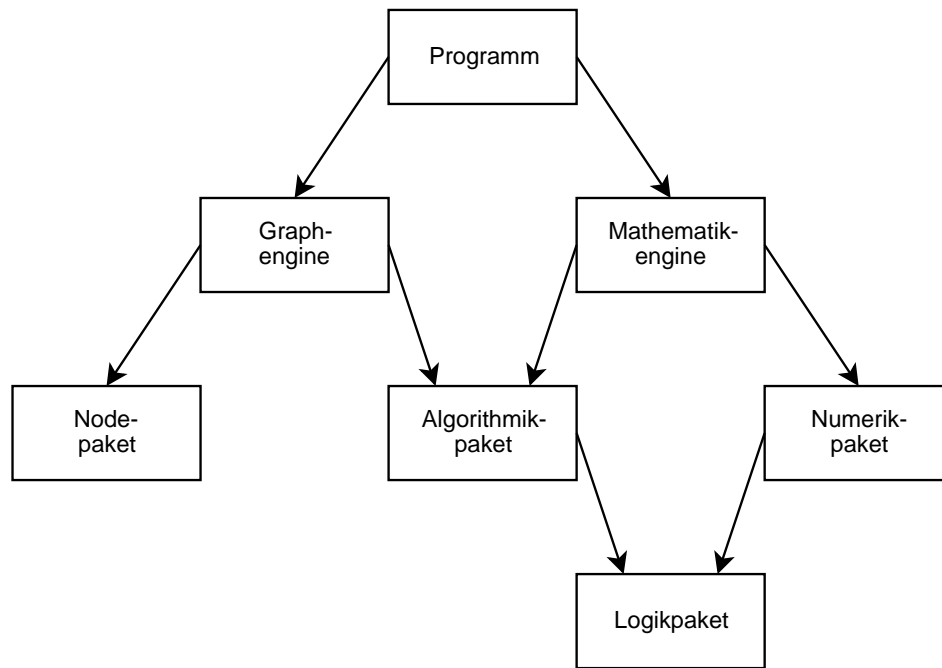 Programm
Graph-
engine
Mathematik-
engine
Node-
paket
Algorithmik-
paket
Numerik-
paket
Logikpaket